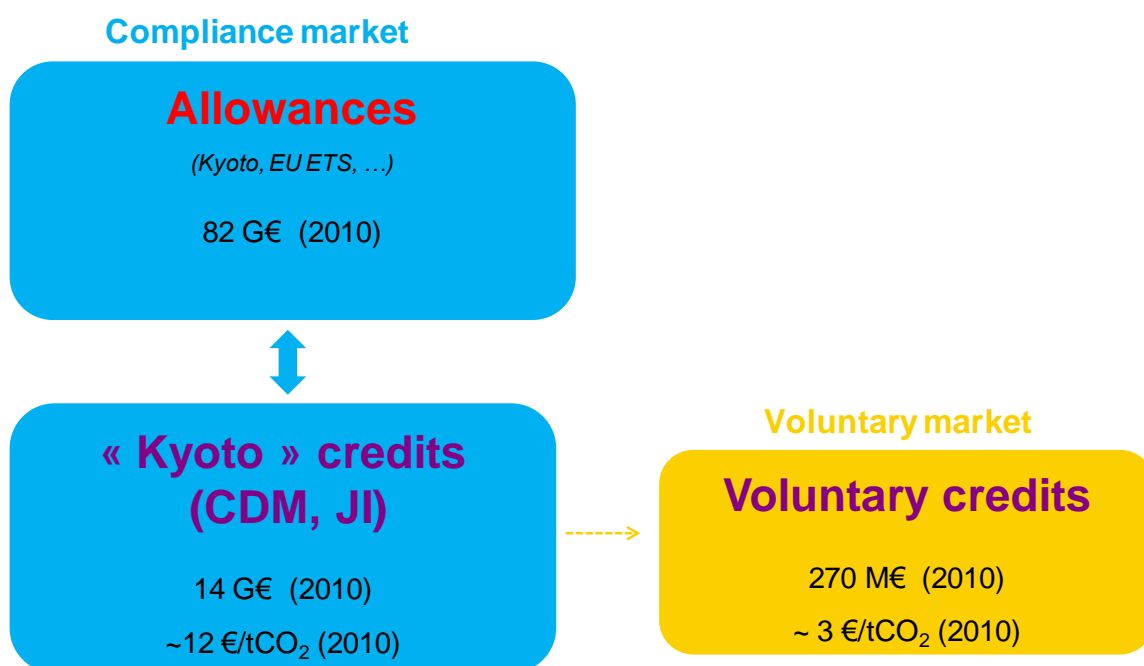 Compliance market
Allowances
(Kyoto, EU ETS, …)
82 G€ (2010)
« Kyoto » credits
(CDM, JI)
14 G€ (2010)
~12 €/tCO₂ (2010)
Voluntary market
Voluntary credits
270 M€ (2010)
~ 3 €/tCO₂ (2010)